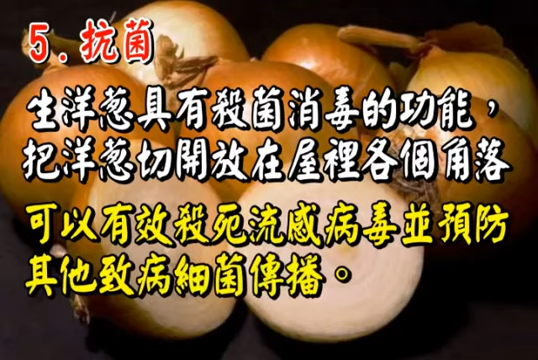 5.抗菌
生洋葱具有殺菌消毒的功能，
把洋葱切開放在屋裡各個角落
可以有效殺死流感病毒並預防
其他致病細菌傳播。